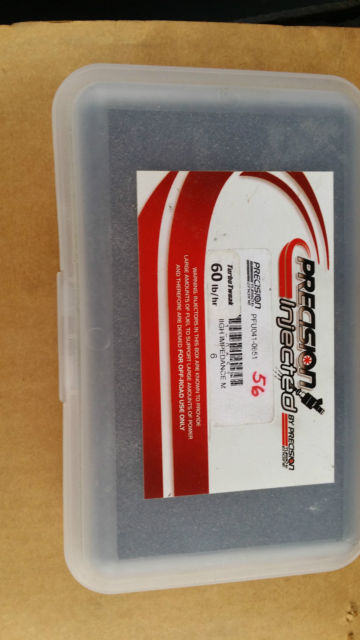 PRECISION
Injected
BY PRECISION
PRECISION
PFU041-0651
56
TurboTweak
60 lb/hr
HIGH IMPEDANCE M
6
WARNING: INJECTORS IN THIS BOX ARE KNOWN TO PROVIDE
LARGE AMOUNTS OF FUEL TO SUPPORT LARGE AMOUNTS OF POWER
AND THEREFORE ARE DEEMED FOR OFF-ROAD USE ONLY